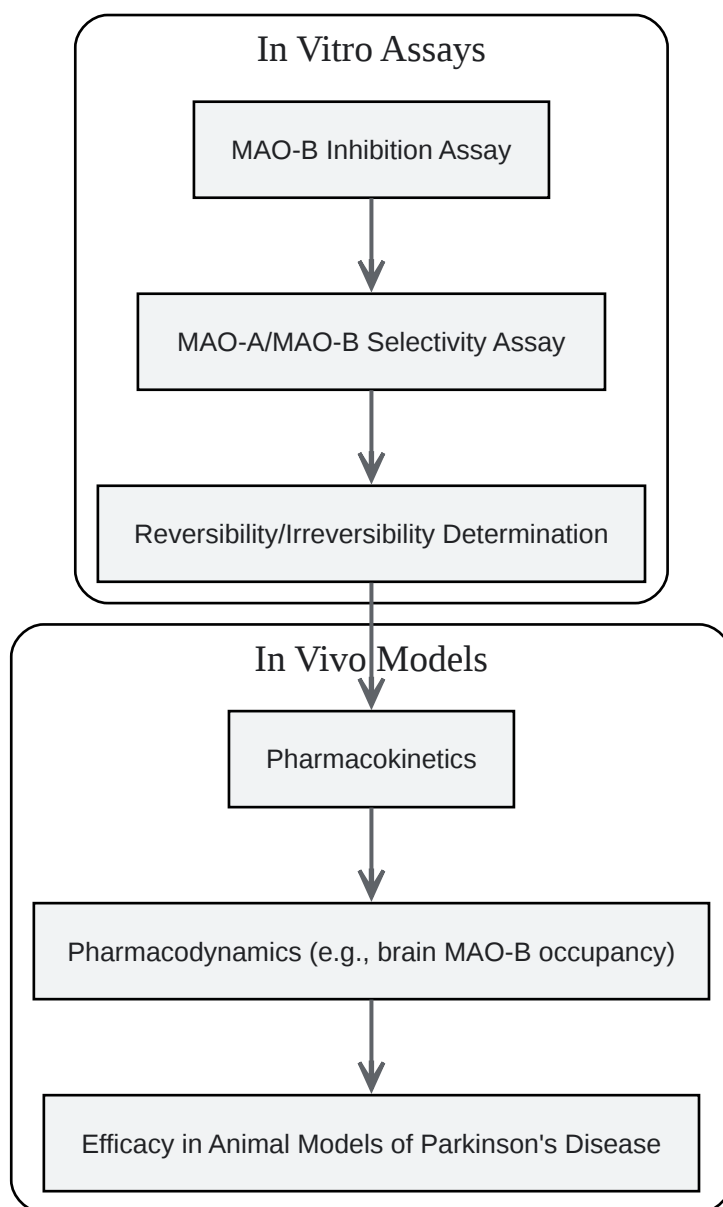 In Vitro Assays
MAO-B Inhibition Assay
MAO-A/MAO-B Selectivity Assay
Reversibility/Irreversibility Determination
In Vivo Models
Pharmacokinetics
Pharmacodynamics (e.g., brain MAO-B occupancy)
Efficacy in Animal Models of Parkinson's Disease